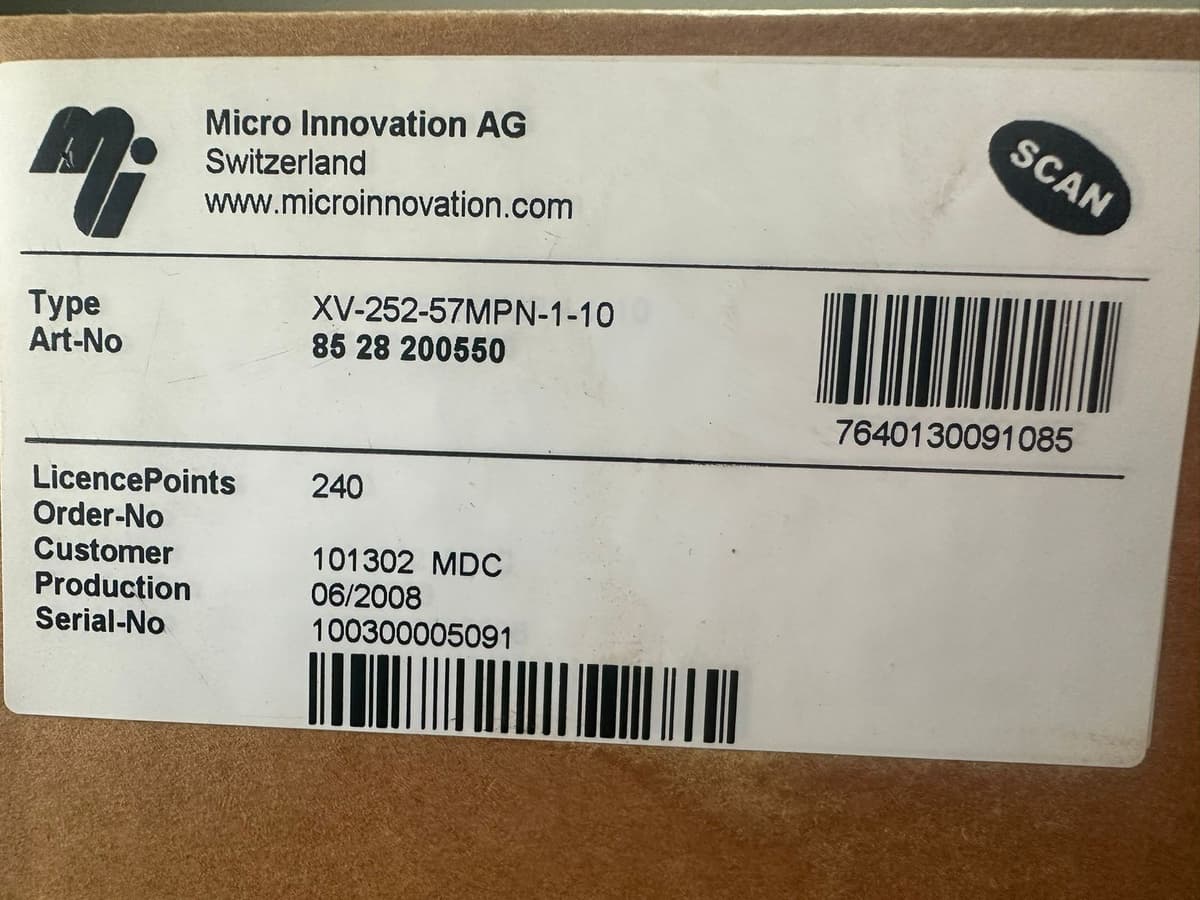 mi
Micro Innovation AG
Switzerland
www.microinnovation.com
SCAN
Type XV-252-57MPN-1-10
Art-No 85 28 200550
7640130091085
LicencePoints 240
Order-No
Customer 101302 MDC
Production 06/2008
Serial-No 100300005091